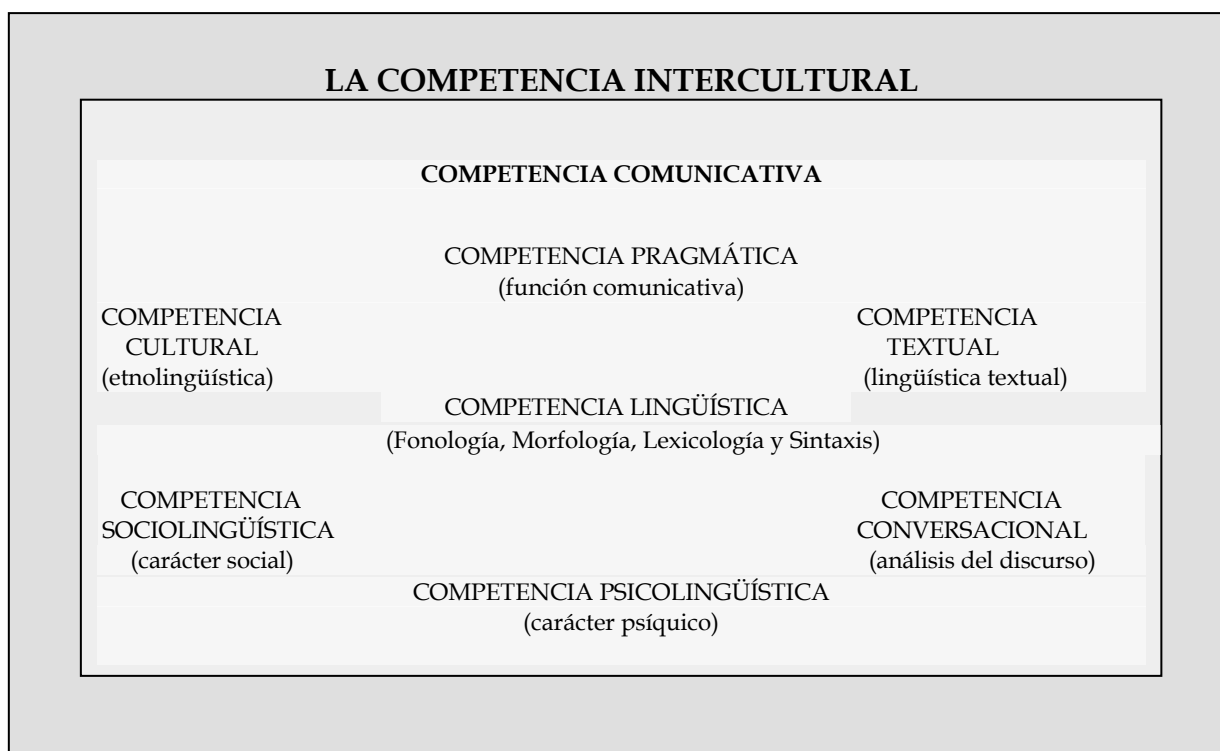 LA COMPETENCIA INTERCULTURAL
COMPETENCIA COMUNICATIVA
COMPETENCIA PRAGMÁTICA
(función comunicativa)
COMPETENCIA
CULTURAL
(etnolingüística)
COMPETENCIA
TEXTUAL
(lingüística textual)
COMPETENCIA LINGÜÍSTICA
(Fonología, Morfología, Lexicología y Sintaxis)
COMPETENCIA
SOCIOLINGÜÍSTICA
(carácter social)
COMPETENCIA
CONVERSACIONAL
(análisis del discurso)
COMPETENCIA PSICOLINGÜÍSTICA
(carácter psíquico)